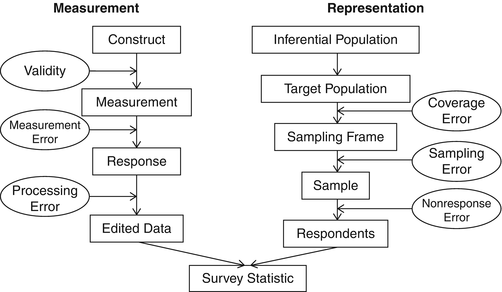 Measurement
Representation
Construct
Inferential Population
Validity
Target Population
Measurement
Coverage
Error
Measurement
Error
Sampling Frame
Response
Sampling
Error
Sample
Processing
Error
Nonresponse
Error
Edited Data
Respondents
Survey Statistic